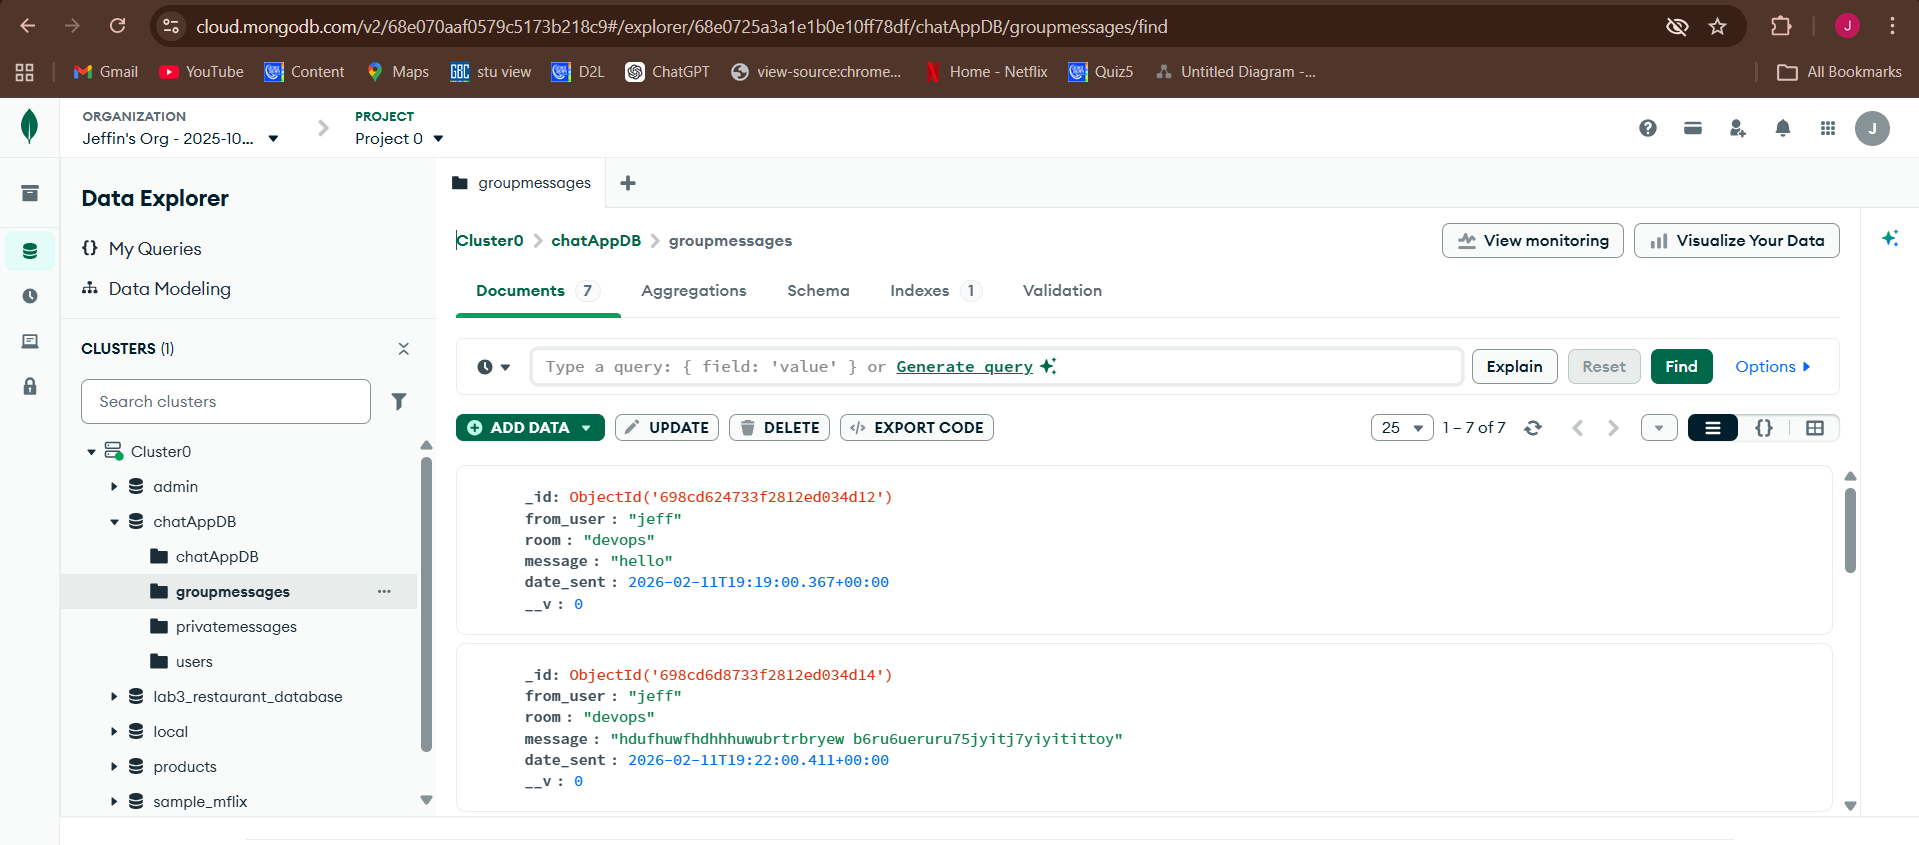 cloud.mongodb.com/v2/68e070aaf0579c5173b218c9#/explorer/68e0725a3a1e1b0e10ff78df/chatAppDB/groupmessages/find
J
Gmail YouTube Content Maps GBC stu view D2L ChatGPT view-source:chrome... Home - Netflix Quiz5 Untitled Diagram -... All Bookmarks
ORGANIZATION
Jeffin's Org - 2025-10...
PROJECT
Project 0
J
Data Explorer
My Queries
Data Modeling
CLUSTERS (1)
Search clusters
Cluster0
admin
chatAppDB
chatAppDB
groupmessages
privatemessages
users
lab3_restaurant_database
local
products
sample_mflix
groupmessages
Cluster0 > chatAppDB > groupmessages
View monitoring Visualize Your Data
Documents 7 Aggregations Schema Indexes 1 Validation
Type a query: { field: 'value' } or Generate query
Explain Reset Find Options
ADD DATA UPDATE DELETE EXPORT CODE
25 1 – 7 of 7
_id: ObjectId('698cd624733f2812ed034d12')
from_user : "jeff"
room : "devops"
message : "hello"
date_sent : 2026-02-11T19:19:00.367+00:00
__v : 0
_id: ObjectId('698cd6d8733f2812ed034d14')
from_user : "jeff"
room : "devops"
message : "hdufhuwfhdhhhuwubrtrbryew b6ru6ueruru75jyitj7yiyitittoy"
date_sent : 2026-02-11T19:22:00.411+00:00
__v : 0